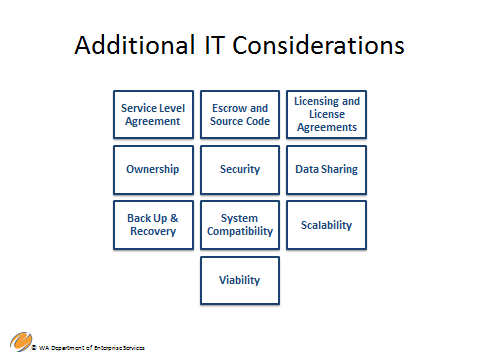 Additional IT Considerations
Service Level
Agreement
Escrow and
Source Code
Licensing and
License
Agreements
Ownership
Security
Data Sharing
Back Up &
Recovery
System
Compatibility
Scalability
Viability
© WA Department of Enterprise Services